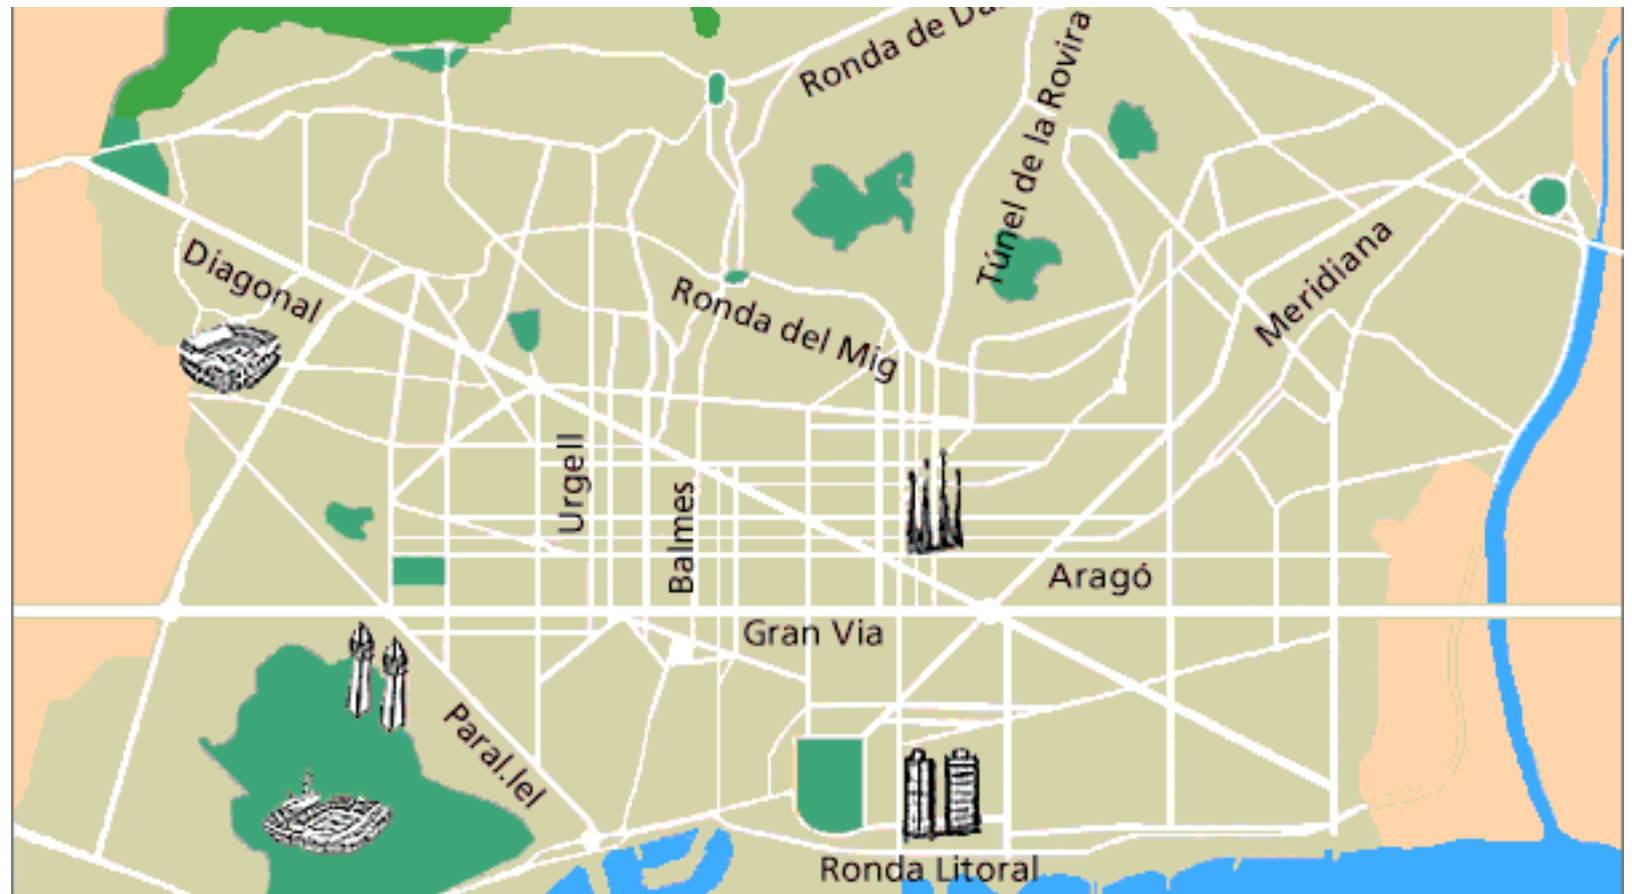 Ronda de
Túnel de la Rovira
Diagonal
Meridiana
Ronda del Mig
Urgell
Balmes
Aragó
Gran Via
Paral.lel
Ronda Litoral